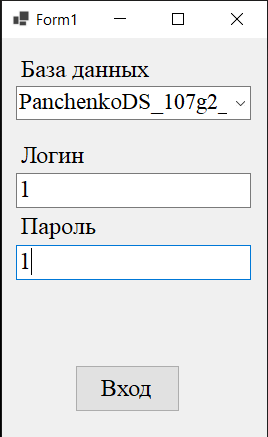 Form1
База данных
PanchenkoDS_107g2_
Логин
1
Пароль
1
Вход